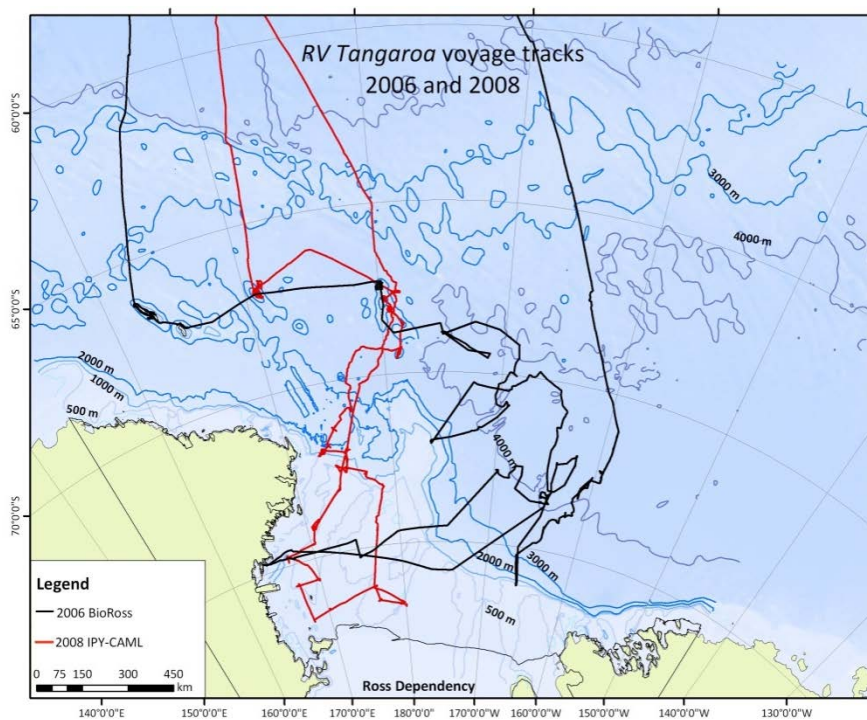 RV Tangaroa voyage tracks
2006 and 2008
60°0'0"S
65°0'0"S
70°0'0"S
3000 m
4000 m
2000 m
1000 m
500 m
4000 m
2000 m
3000 m
500 m
Legend
2006 BioRoss
2008 IPY-CAML
0 75 150 300 450
km
Ross Dependency
140°0'0"E 150°0'0"E 160°0'0"E 170°0'0"E 180°0'0" 170°0'0"W 160°0'0"W 150°0'0"W 140°0'0"W 130°0'0"W